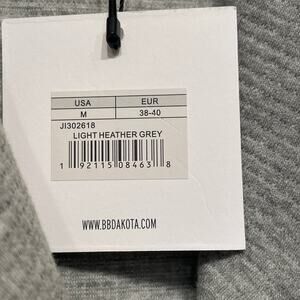 USA EUR
M 38-40
JI302618
LIGHT HEATHER GREY
1 92115 08463 8
WWW.BBDAKOTA.COM